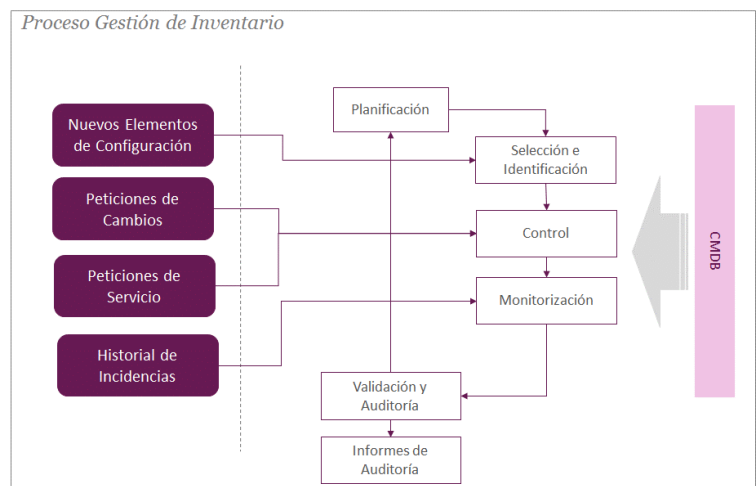 Proceso Gestión de Inventario
Nuevos Elementos
de Configuración
Peticiones de
Cambios
Peticiones de
Servicio
Historial de
Incidencias
Planificación
Selección e
Identificación
Control
Monitorización
Validación y
Auditoría
Informes de
Auditoría
CMDB